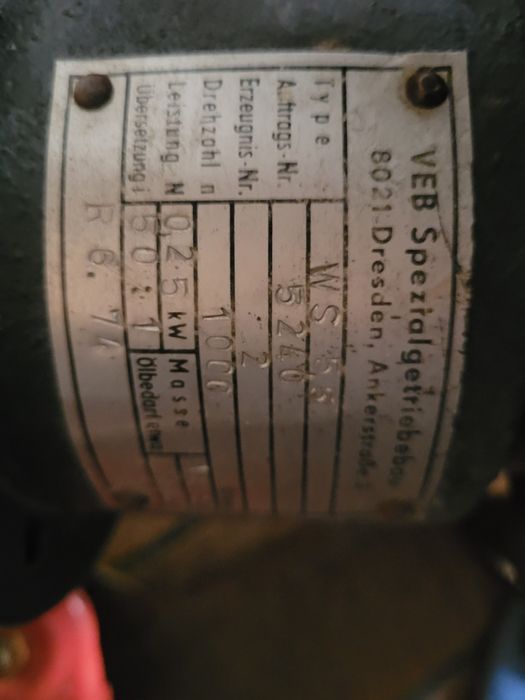 VEB Spezialgetriebebau
8021-Dresden, Ankerstraße
Type WS 55
Auftrags-Nr. 5240
Erzeugnis-Nr. 2
Drehzahl n 1000
Leistung N 0,25 kW Masse
Übersetzung i 50:1 Ölbedarf etwa
B 6.